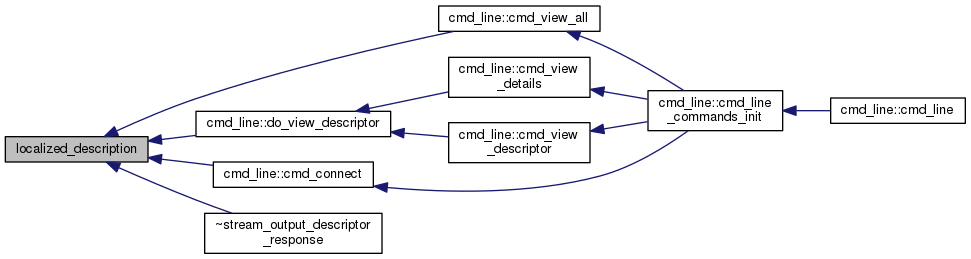 cmd_line::cmd_view_all
cmd_line::cmd_view
_details
cmd_line::cmd_line
_commands_init
cmd_line::cmd_line
cmd_line::do_view_descriptor
cmd_line::cmd_view
_descriptor
localized_description
cmd_line::cmd_connect
~stream_output_descriptor
_response